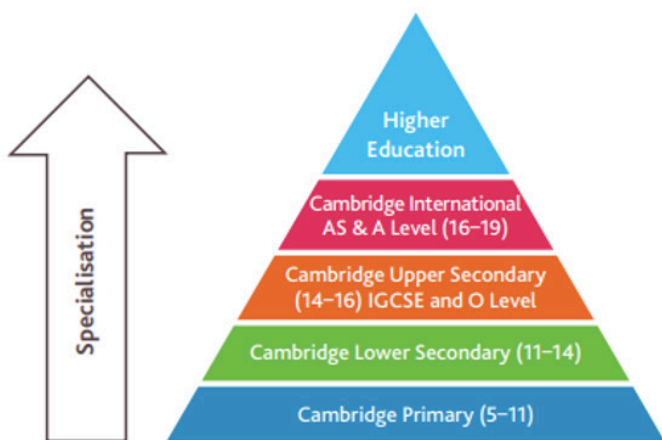 Specialisation
Higher
Education
Cambridge International
AS & A Level (16–19)
Cambridge Upper Secondary
(14–16) IGCSE and O Level
Cambridge Lower Secondary (11–14)
Cambridge Primary (5–11)